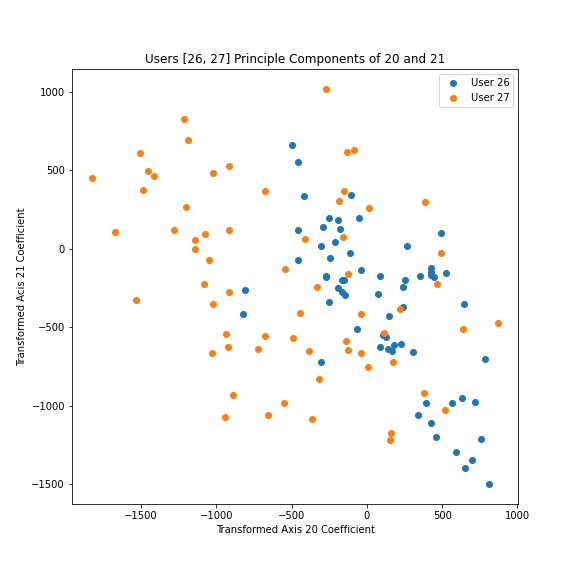 Users [26, 27] Principle Components of 20 and 21
User 26
User 27
Transformed Acis 21 Coefficient
1000
500
0
−500
−1000
−1500
−1500
−1000
−500
0
500
1000
Transformed Axis 20 Coefficient